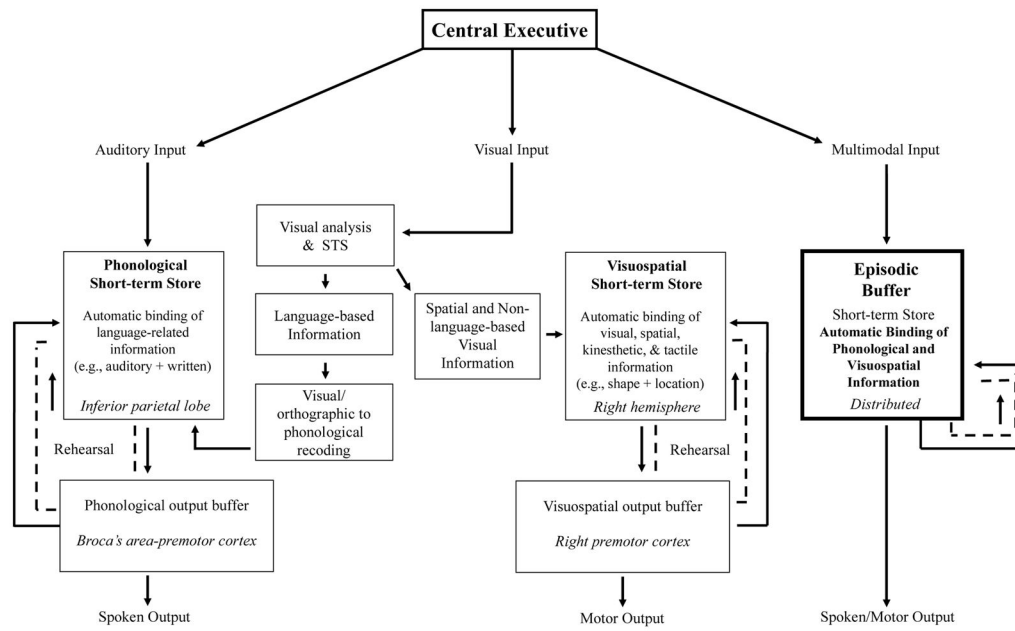 Central Executive
Auditory Input
Visual Input
Multimodal Input
Visual analysis
& STS
Phonological
Short-term Store
Automatic binding of
language-related
information
(e.g., auditory + written)
Inferior parietal lobe
Language-based
Information
Spatial and Non-
language-based
Visual
Information
Visuospatial
Short-term Store
Automatic binding of
visual, spatial,
kinesthetic, & tactile
information
(e.g., shape + location)
Right hemisphere
Episodic
Buffer
Short-term Store
Automatic Binding of
Phonological and
Visuospatial
Information
Distributed
Visual/
orthographic to
phonological
recoding
Rehearsal
Rehearsal
Phonological output buffer
Broca's area-premotor cortex
Visuospatial output buffer
Right premotor cortex
Spoken Output
Motor Output
Spoken/Motor Output